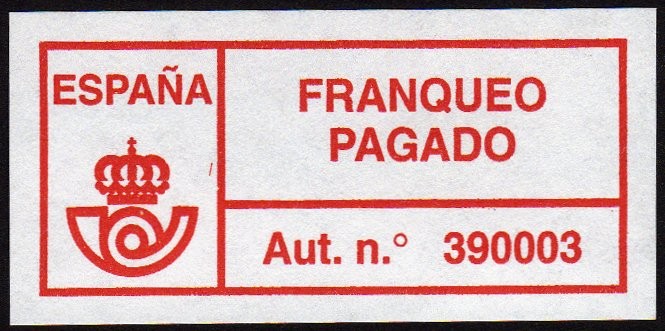 ESPAÑA
FRANQUEO
PAGADO
Aut. n.° 390003